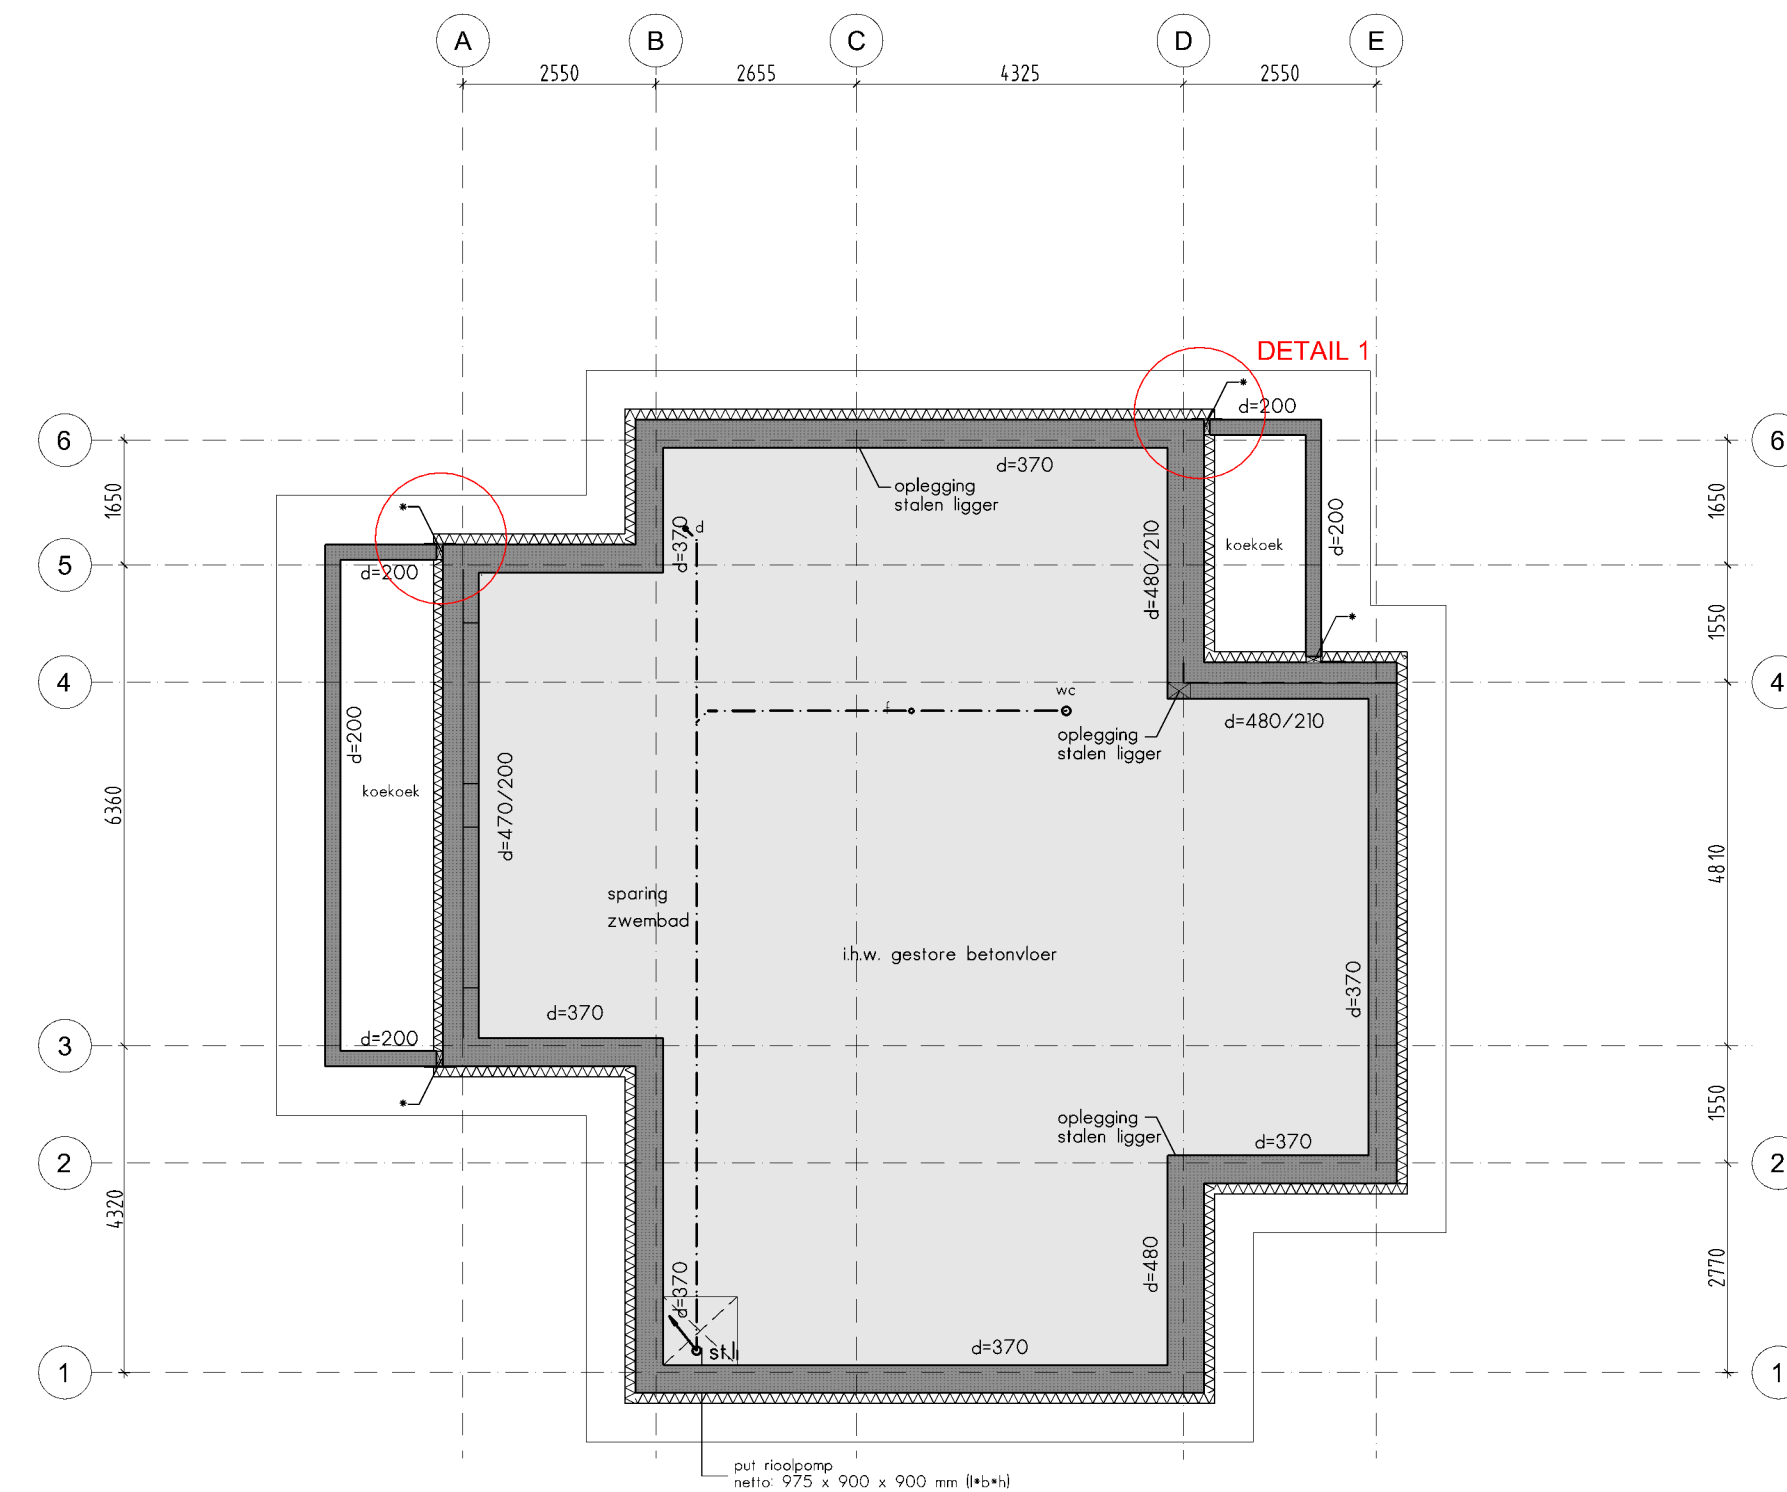 A B C D E
2550 2655 4325 2550
DETAIL 1
*
d=200
6 6
d=370
oplegging
stalen ligger
1650 1650
*
d=370
d
d=480/210
koekoek
d=200
5 5
d=200
1550
*
4 4
wc
f
d=480/210
oplegging
stalen ligger
d=200
koekoek
d=470/200
6360
4810
sparing
zwembad
i.h.w. gestore betonvloer
d=370
d=370
d=200
3
*
1550
oplegging
stalen ligger
d=370
2 2
4320
d=480
2770
d=370
st.l
d=370
1 1
put rioolpomp
netto: 975 x 900 x 900 mm (l*b*h)